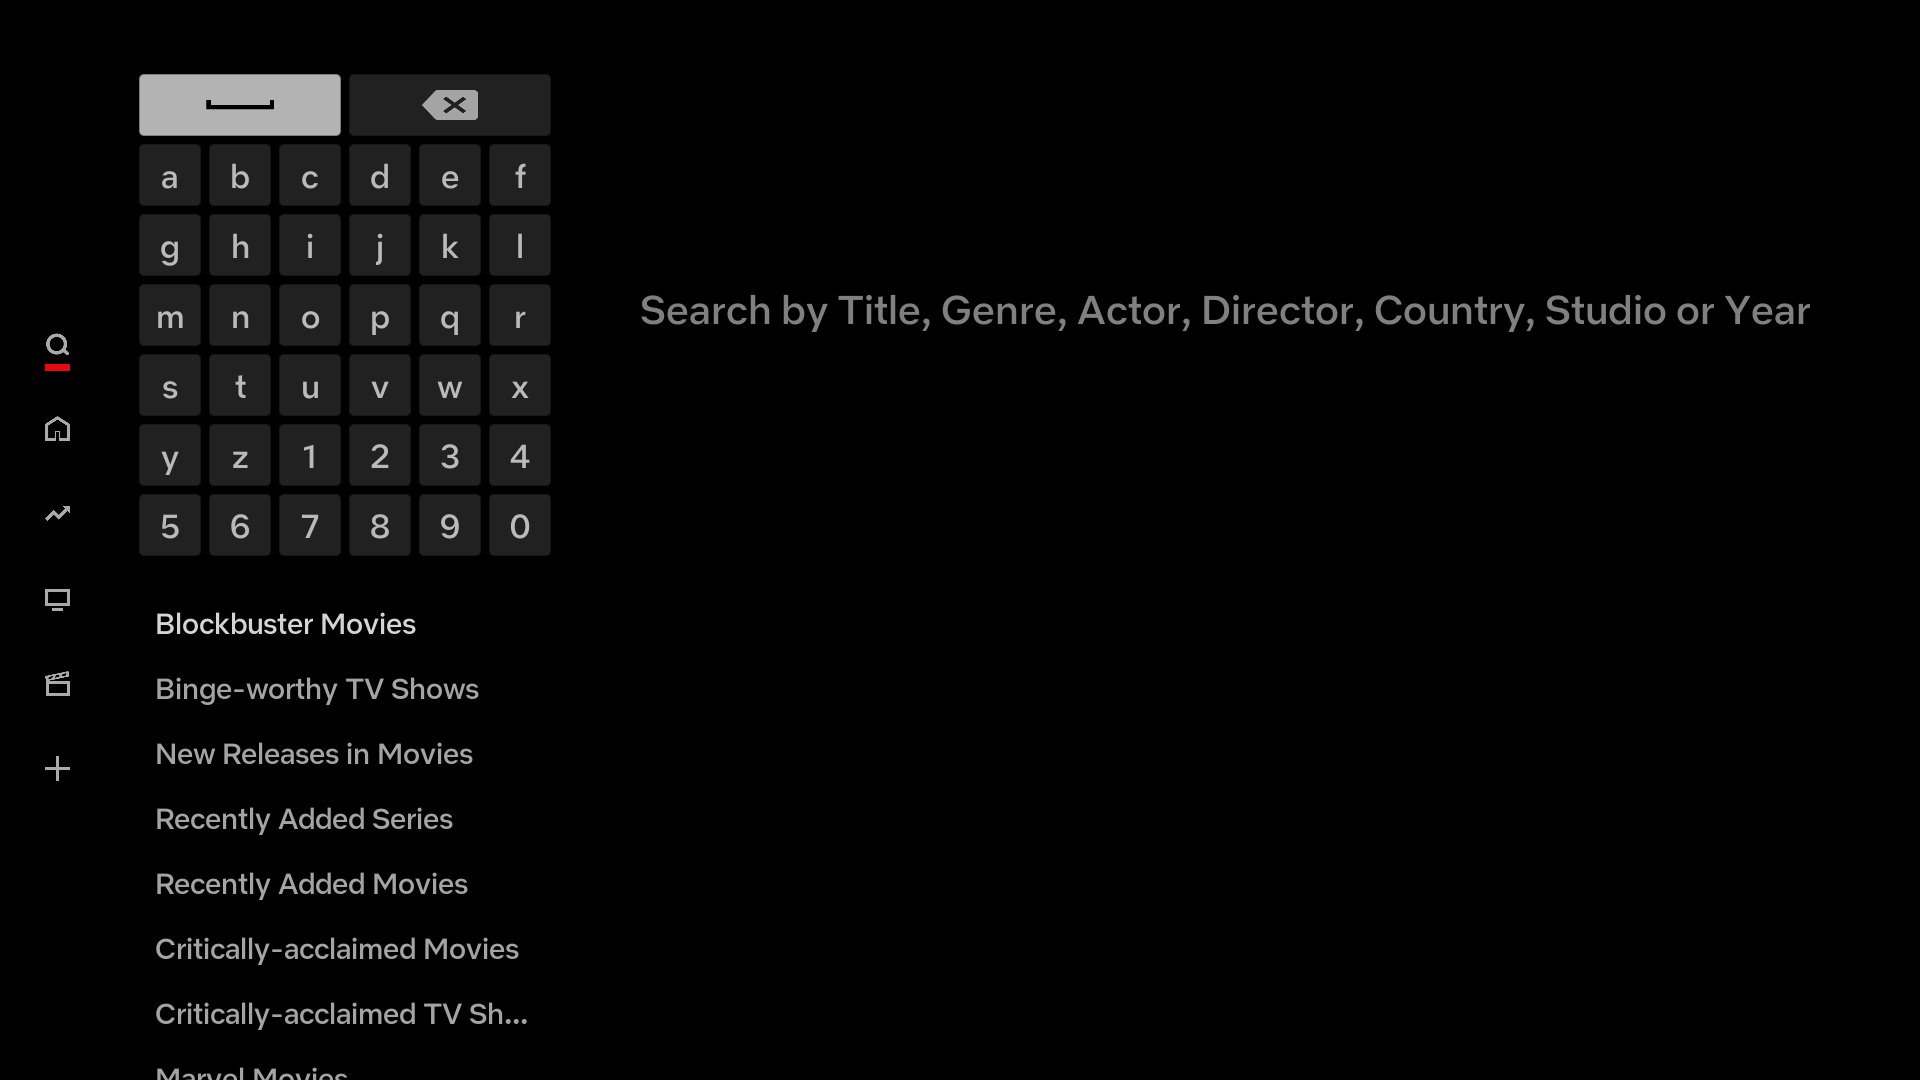 a b c d e f
g h i j k l
m n o p q r
s t u v w x
y z 1 2 3 4
5 6 7 8 9 0
Search by Title, Genre, Actor, Director, Country, Studio or Year
Blockbuster Movies
Binge-worthy TV Shows
New Releases in Movies
Recently Added Series
Recently Added Movies
Critically-acclaimed Movies
Critically-acclaimed TV Sh...
Marvel Movies